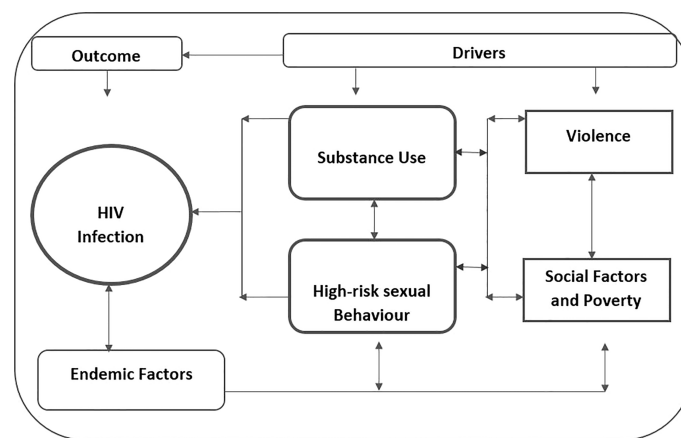 Outcome
Drivers
Substance Use
Violence
HIV
Infection
High-risk sexual
Behaviour
Social Factors
and Poverty
Endemic Factors